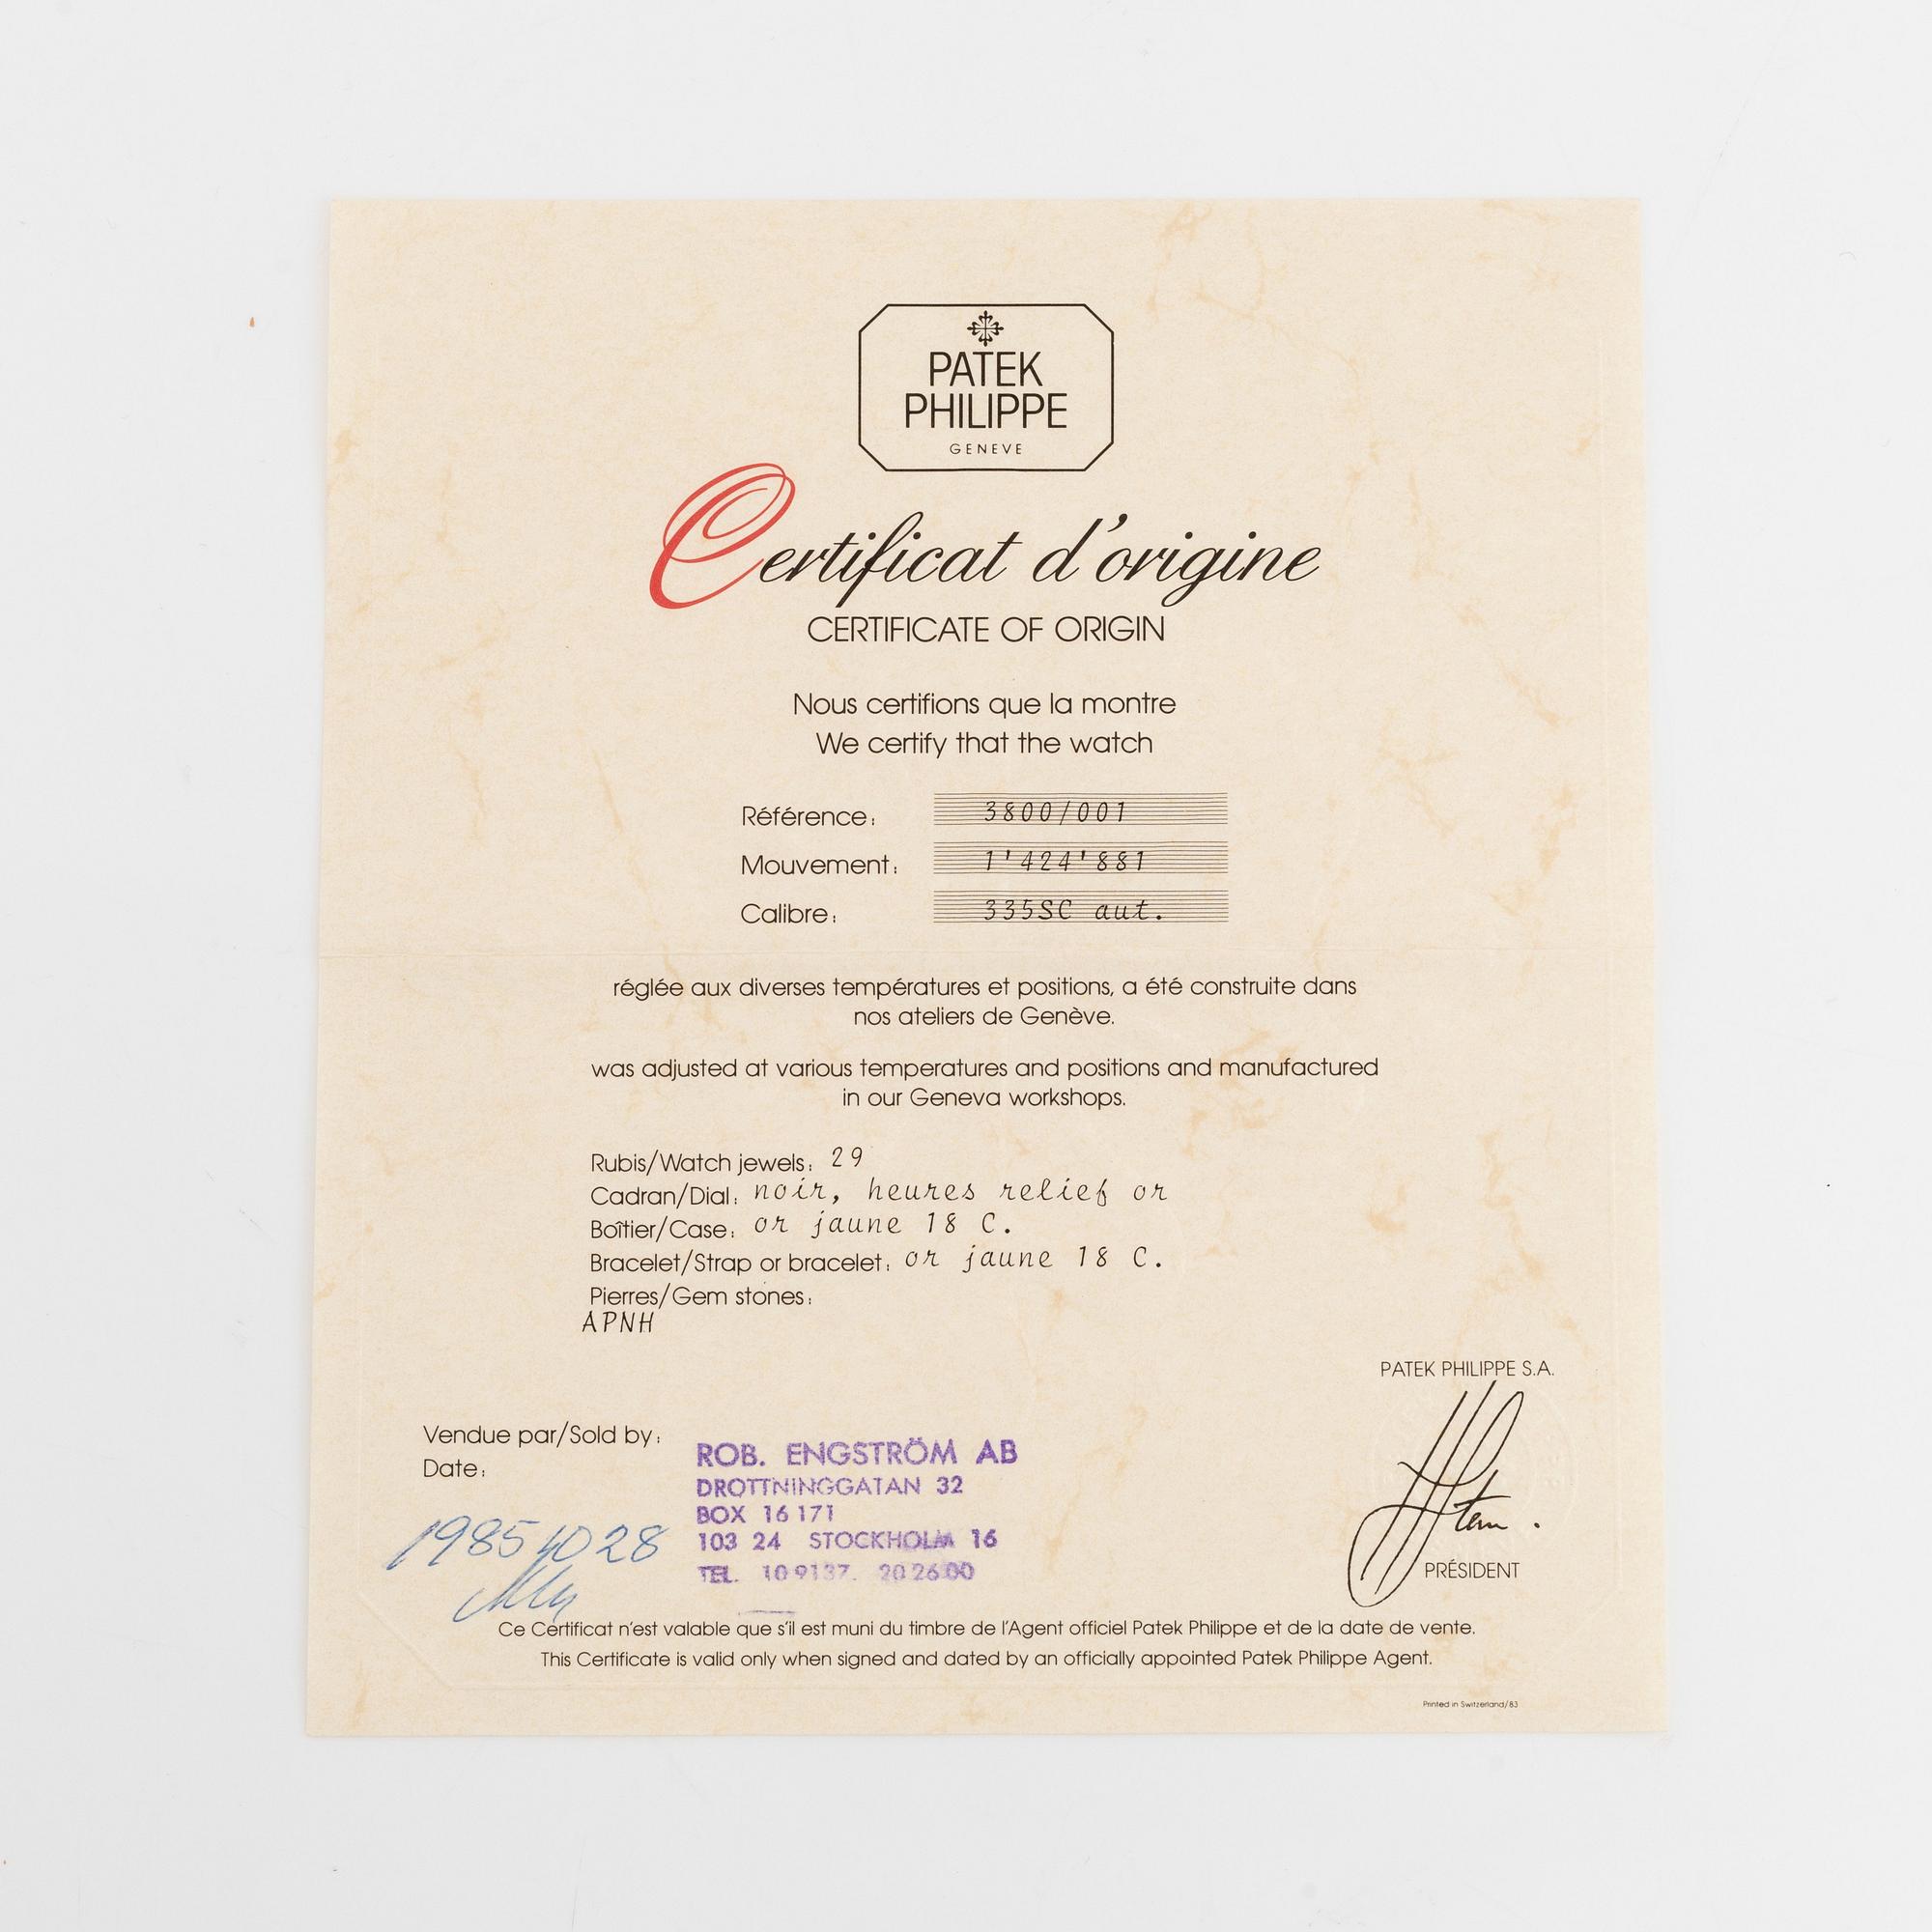 PATEK
PHILIPPE
GENEVE
Certificat d'origine
CERTIFICATE OF ORIGIN
Nous certifions que la montre
We certify that the watch
Référence: 3800/001
Mouvement: 1'424'881
Calibre: 335SC aut.
réglée aux diverses températures et positions, a été construite dans
nos ateliers de Genève.
was adjusted at various temperatures and positions and manufactured
in our Geneva workshops.
Rubis/Watch jewels: 29
Cadran/Dial: noir, heures relief or
Boîtier/Case: or jaune 18 C.
Bracelet/Strap or bracelet: or jaune 18 C.
Pierres/Gem stones:
APNH
PATEK PHILIPPE S.A.
Stern.
PRÉSIDENT
Vendue par/Sold by:
Date:
1985 10 28
ROB. ENGSTRÖM AB
DROTTNINGGATAN 32
BOX 16 171
103 24 STOCKHOLM 16
TEL. 10 91 37. 20 26 00
Ce Certificat n'est valable que s'il est muni du timbre de l'Agent officiel Patek Philippe et de la date de vente.
This Certificate is valid only when signed and dated by an officially appointed Patek Philippe Agent.
Printed in Switzerland/83